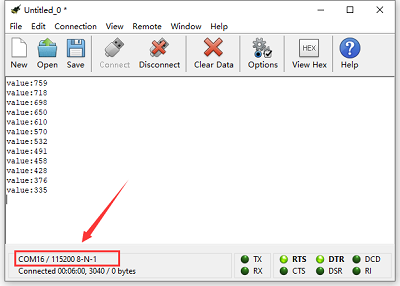 Untitled_0 *
File Edit Connection View Remote Window Help
New Open Save Connect Disconnect Clear Data Options HEX View Hex ? Help
value:759
value:718
value:698
value:650
value:610
value:570
value:532
value:491
value:458
value:428
value:376
value:335
COM16 / 115200 8-N-1
Connected 00:06:00, 3040 / 0 bytes
TX RTS DTR DCD
RX CTS DSR RI